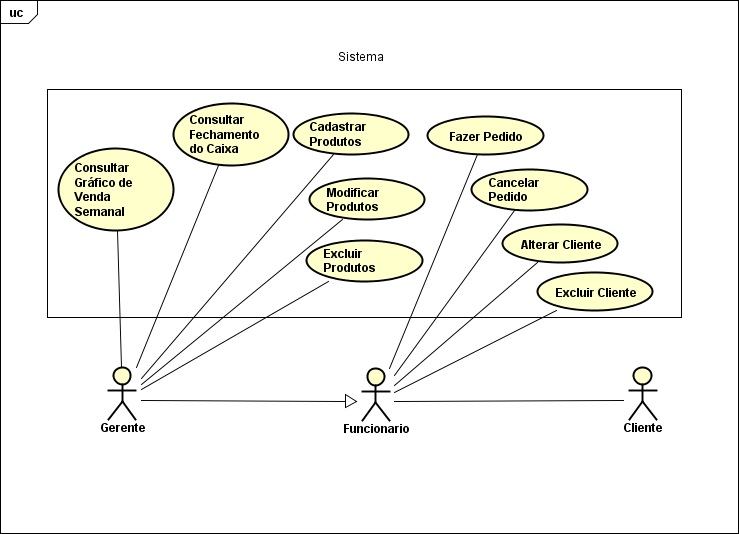 uc
Sistema
Consultar
Gráfico de
Venda
Semanal
Consultar
Fechamento
do Caixa
Cadastrar
Produtos
Modificar
Produtos
Excluir
Produtos
Fazer Pedido
Cancelar
Pedido
Alterar Cliente
Excluir Cliente
Gerente
Funcionario
Cliente